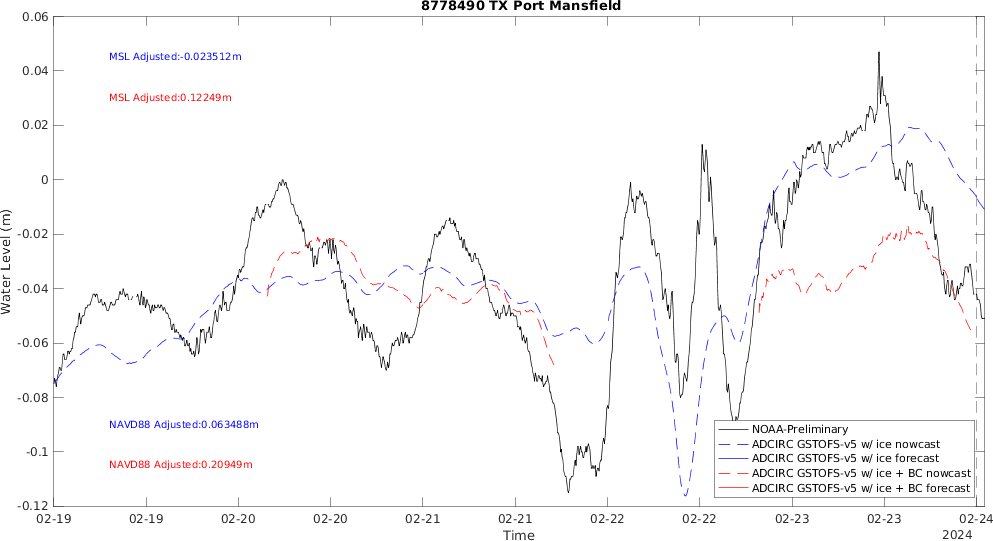 8778490 TX Port Mansfield
0.06
0.04
0.02
0
-0.02
-0.04
-0.06
-0.08
-0.1
-0.12
Water Level (m)
MSL Adjusted:-0.023512m
MSL Adjusted:0.12249m
NAVD88 Adjusted:0.063488m
NAVD88 Adjusted:0.20949m
NOAA-Preliminary
ADCIRC GSTOFS-v5 w/ ice nowcast
ADCIRC GSTOFS-v5 w/ ice forecast
ADCIRC GSTOFS-v5 w/ ice + BC nowcast
ADCIRC GSTOFS-v5 w/ ice + BC forecast
02-19 02-19 02-20 02-20 02-21 02-21 02-22 02-22 02-23 02-23 02-24
Time
2024